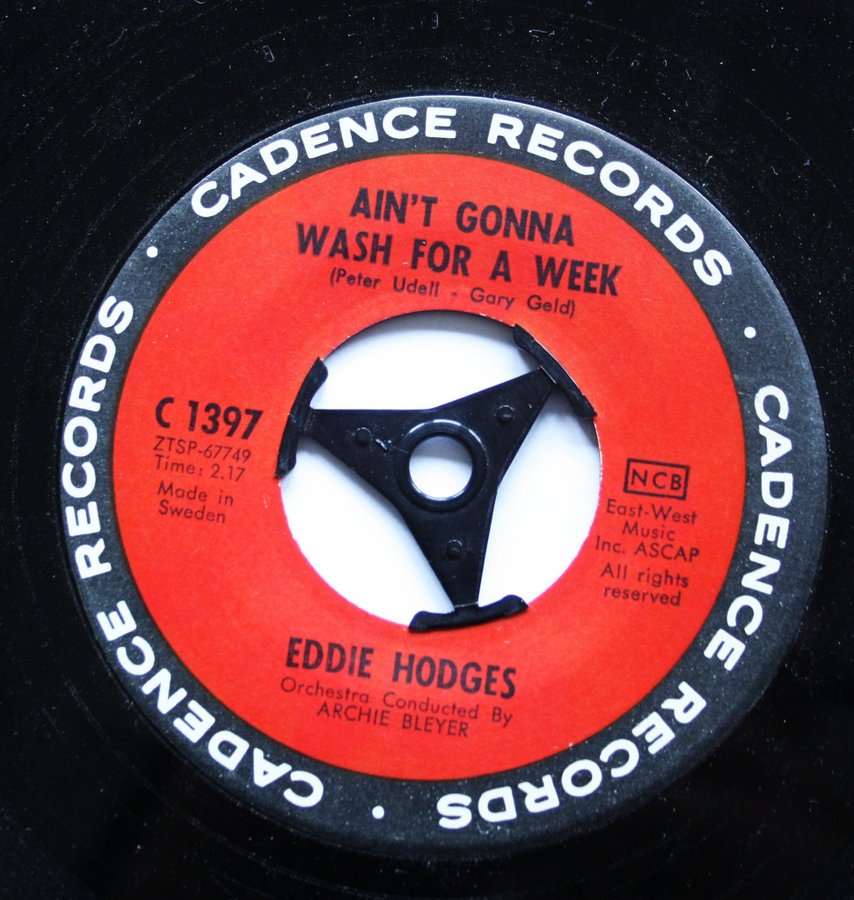 CADENCE RECORDS
CADENCE RECORDS
CADENCE RECORDS
AIN'T GONNA
WASH FOR A WEEK
(Peter Udell - Gary Geld)
C 1397
ZTSP-67749
Time: 2.17
Made in
Sweden
NCB
East-West
Music
Inc. ASCAP
All rights
reserved
EDDIE HODGES
Orchestra Conducted By
ARCHIE BLEYER